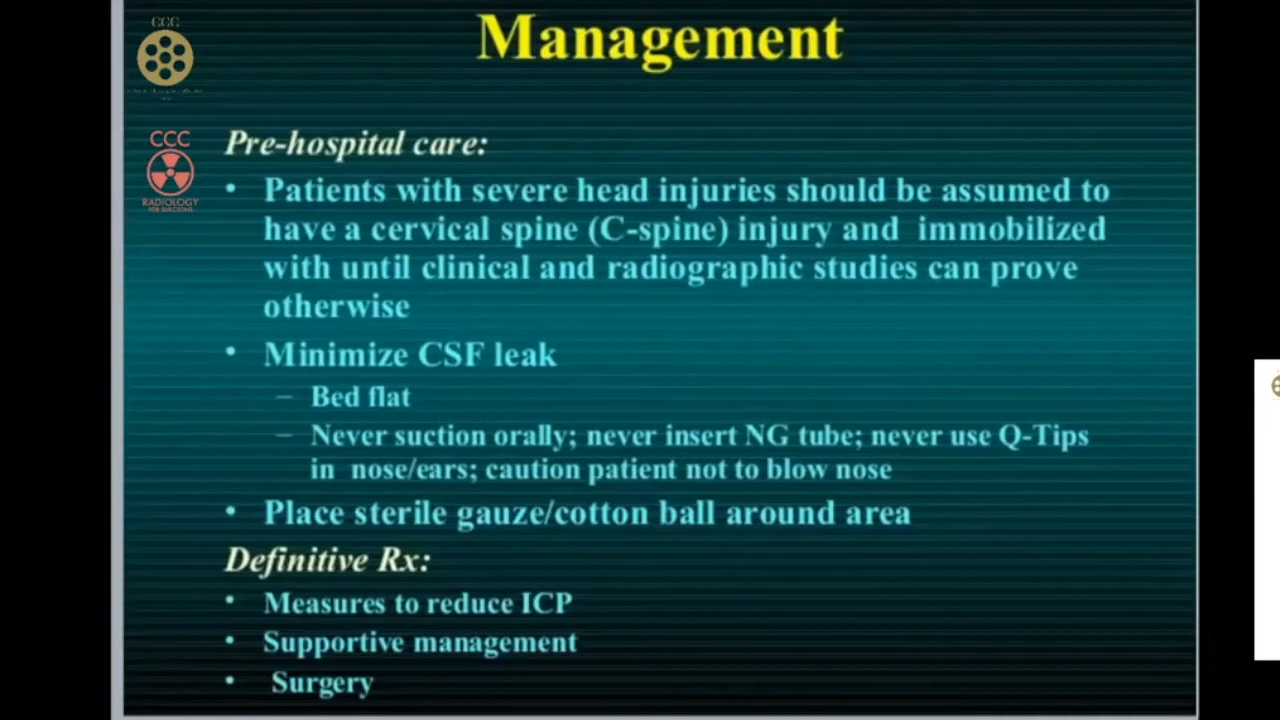 CCC
Management
CCC
RADIOLOGY
Pre-hospital care:
• Patients with severe head injuries should be assumed to
have a cervical spine (C-spine) injury and immobilized
with until clinical and radiographic studies can prove
otherwise
• Minimize CSF leak
– Bed flat
– Never suction orally; never insert NG tube; never use Q-Tips
in nose/ears; caution patient not to blow nose
• Place sterile gauze/cotton ball around area
Definitive Rx:
• Measures to reduce ICP
• Supportive management
• Surgery